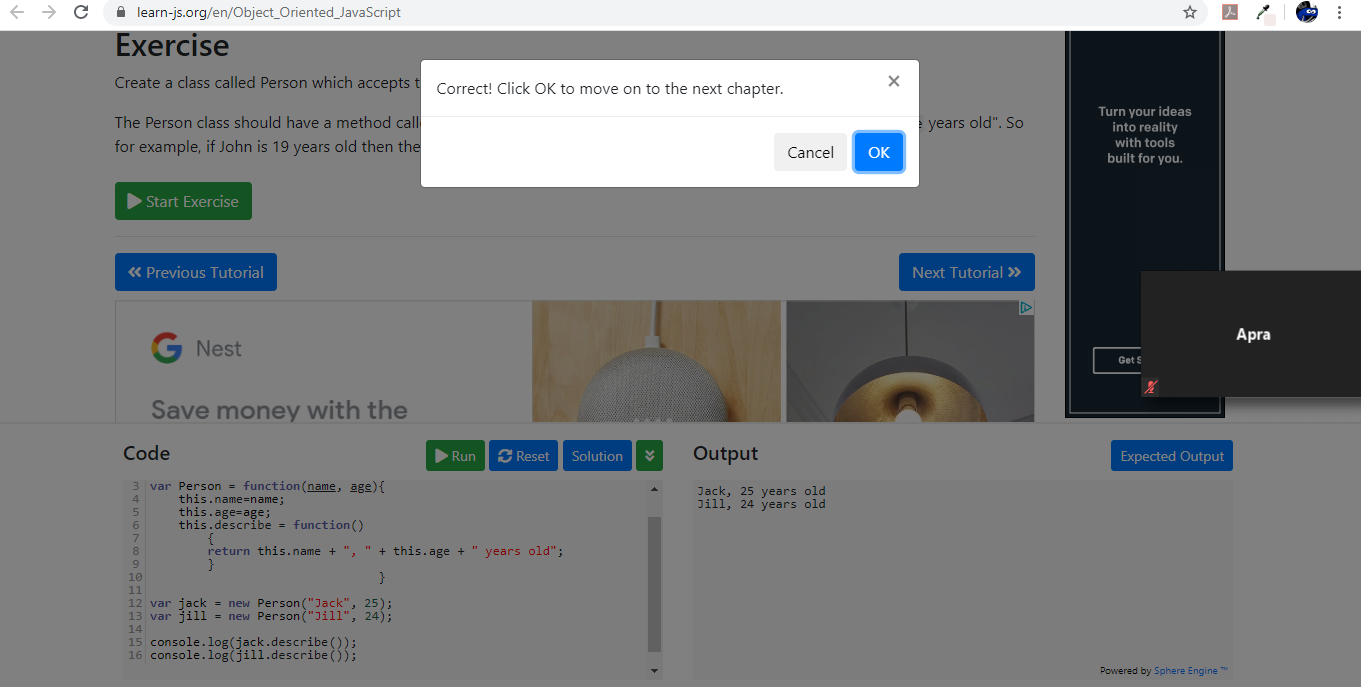 learn-js.org/en/Object_Oriented_JavaScript
Exercise
Create a class called Person which accepts t
The Person class should have a method call
years old". So
for example, if John is 19 years old then the
Correct! Click OK to move on to the next chapter.
×
Cancel
OK
Start Exercise
Previous Tutorial
Next Tutorial
Turn your ideas
into reality
with tools
built for you.
Get S
Apra
G Nest
Save money with the
Code
Run
Reset
Solution
Output
Expected Output
3 var Person = function(name, age){
4 this.name=name;
5 this.age=age;
6 this.describe = function()
7 {
8 return this.name + ", " + this.age + " years old";
9 }
10 }
11
12 var jack = new Person("Jack", 25);
13 var jill = new Person("Jill", 24);
14
15 console.log(jack.describe());
16 console.log(jill.describe());
Jack, 25 years old
Jill, 24 years old
Powered by Sphere Engine ™